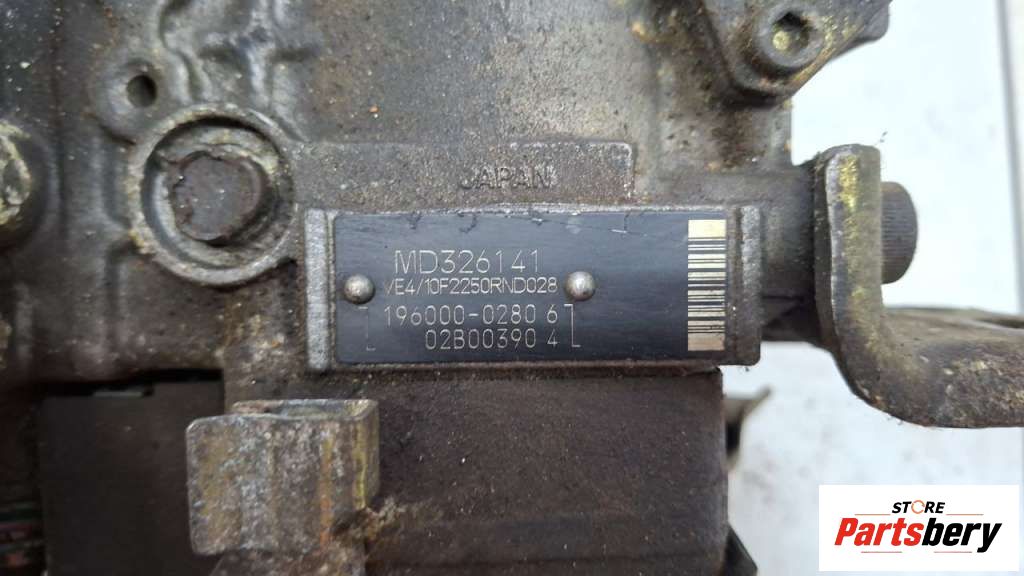 JAPAN
MD326141
VE4/10F2250RND028
196000-0280 6
02B00390 4
STORE
Partsbery